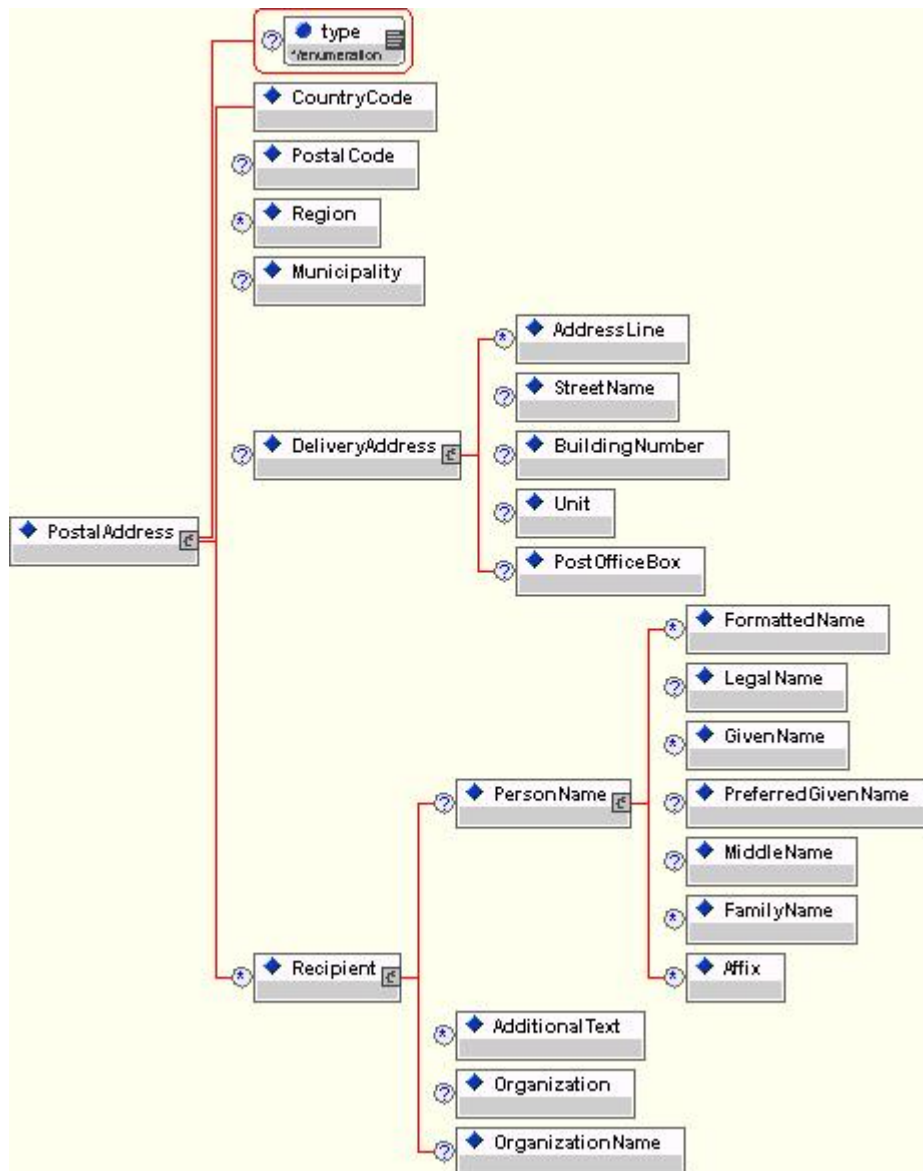 ? type
*/enumeration
CountryCode
? PostalCode
* Region
? Municipality
* AddressLine
? StreetName
? DeliveryAddress
? BuildingNumber
? Unit
PostalAddress
? PostOfficeBox
* FormattedName
? LegalName
* GivenName
? PersonName
? PreferredGivenName
? MiddleName
* FamilyName
* Recipient
* Affix
* AdditionalText
? Organization
? OrganizationName